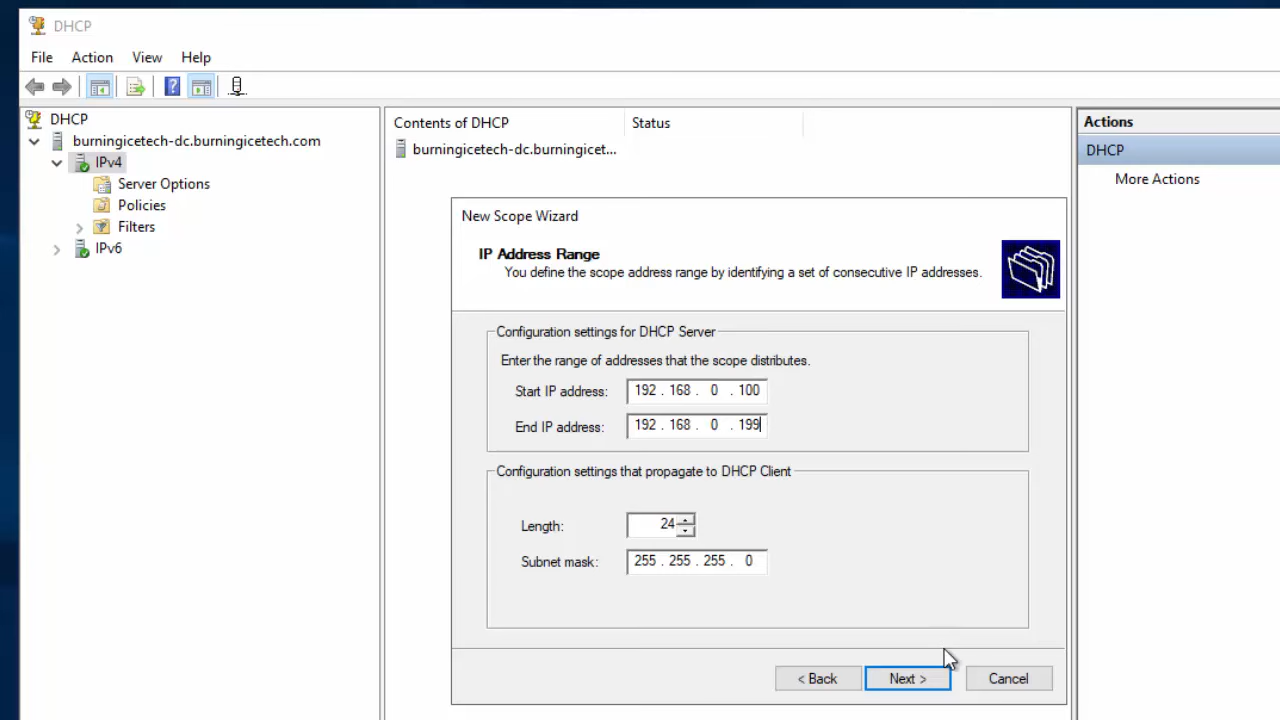 DHCP
File Action View Help
DHCP
burningicetech-dc.burningicetech.com
IPv4
Server Options
Policies
Filters
IPv6
Contents of DHCP Status
burningicetech-dc.burningicet...
Actions
DHCP
More Actions
New Scope Wizard
IP Address Range
You define the scope address range by identifying a set of consecutive IP addresses.
Configuration settings for DHCP Server
Enter the range of addresses that the scope distributes.
Start IP address: 192 . 168 . 0 . 100
End IP address: 192 . 168 . 0 . 199
Configuration settings that propagate to DHCP Client
Length: 24
Subnet mask: 255 . 255 . 255 . 0
< Back Next > Cancel